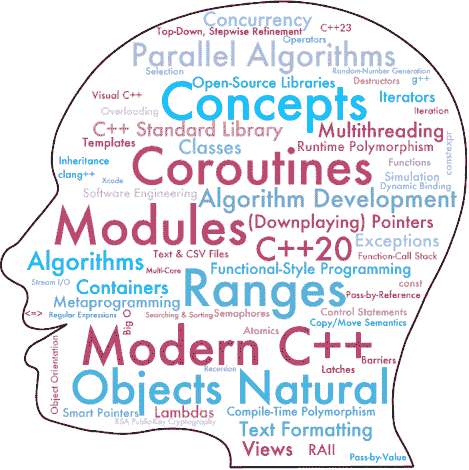 Concurrency
Top-Down, Stepwise Refinement
C++23
Operators
Parallel Algorithms
Selection
Random-Number Generation
Open-Source Libraries
Destructors
g++
Visual C++
Concepts
Iterators
Overloading
Iteration
C++ Standard Library
Multithreading
Templates
Classes
Runtime Polymorphism
constexpr
Inheritance
Coroutines
Functions
clang++
Simulation
Xcode
Dynamic Binding
Software Engineering
Algorithm Development
Modules
(Downplaying) Pointers
C++20
Exceptions
Text & CSV Files
Function-Call Stack
Algorithms
Multi-Core
Functional-Style Programming
Stream I/O
Containers
Ranges
const
Metaprogramming
Pass-by-Reference
<=>
Regular Expressions
Big O
Searching & Sorting
Semaphores
Control Statements
Copy/Move Semantics
Atomics
Modern C++
Object Orientation
Barriers
Latches
Recursion
Objects Natural
Smart Pointers
Lambdas
Compile-Time Polymorphism
RSA Public-Key Cryptography
Text Formatting
Views
RAII
Pass-by-Value